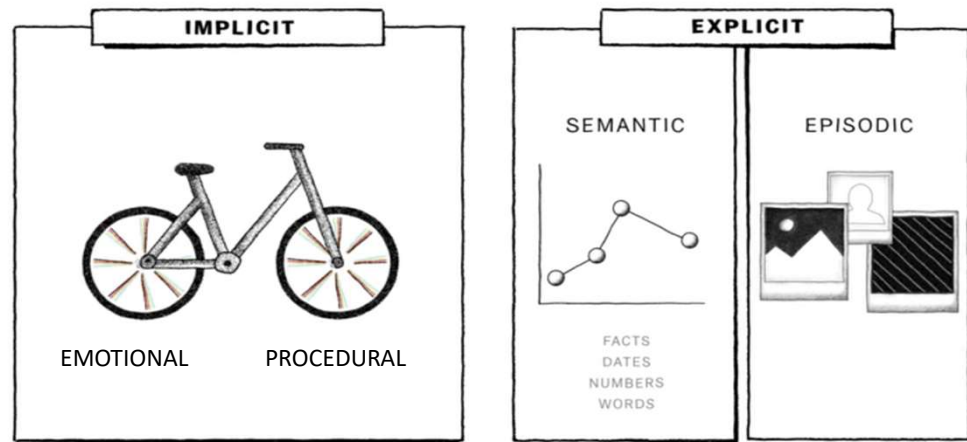 IMPLICIT
EMOTIONAL PROCEDURAL
EXPLICIT
SEMANTIC
FACTS
DATES
NUMBERS
WORDS
EPISODIC